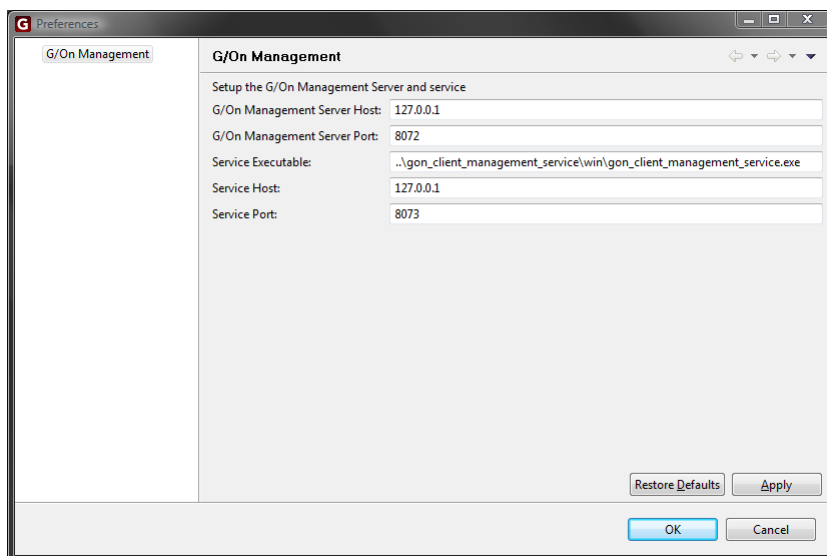 G Preferences
G/On Management
G/On Management
Setup the G/On Management Server and service
G/On Management Server Host: 127.0.0.1
G/On Management Server Port: 8072
Service Executable: ..\gon_client_management_service\win\gon_client_management_service.exe
Service Host: 127.0.0.1
Service Port: 8073
Restore Defaults Apply
OK Cancel